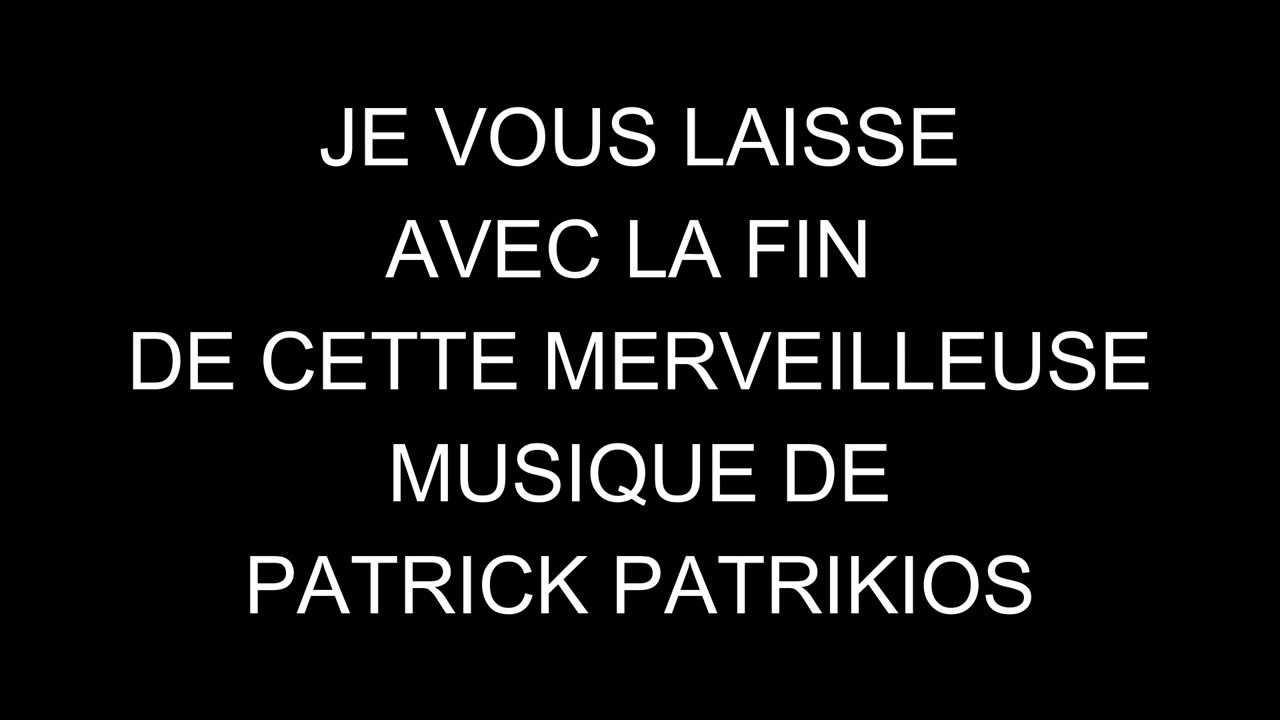 JE VOUS LAISSE
AVEC LA FIN
DE CETTE MERVEILLEUSE
MUSIQUE DE
PATRICK PATRIKIOS